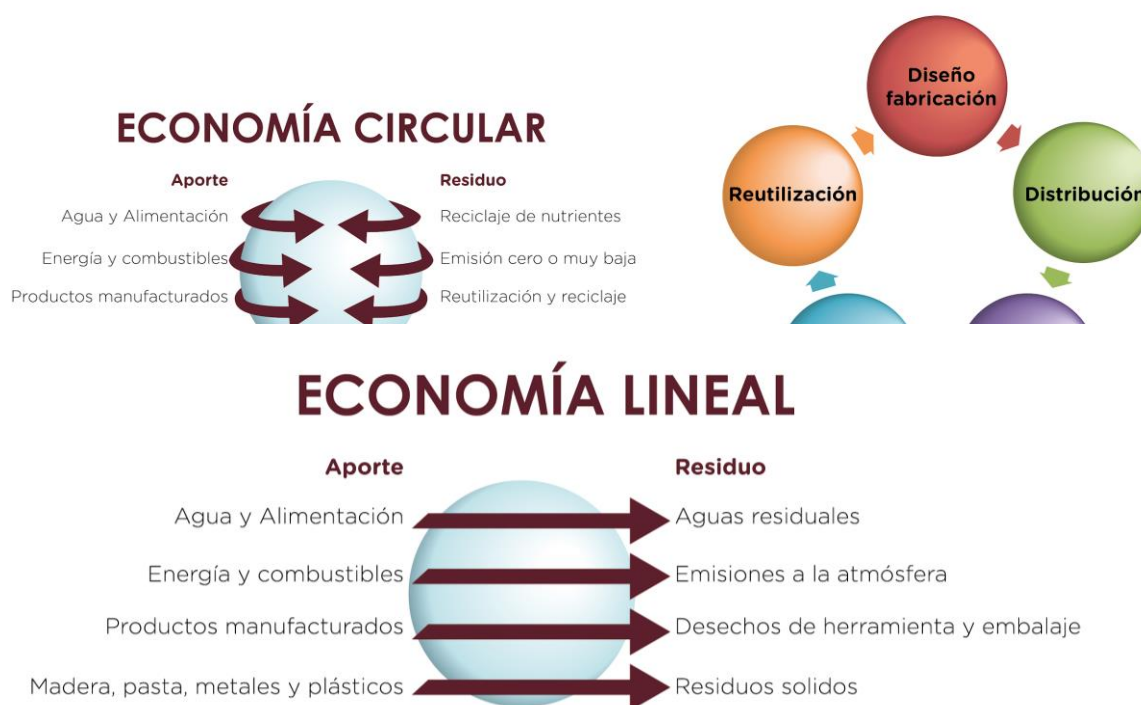 ECONOMÍA CIRCULAR
Aporte
Residuo
Agua y Alimentación
Reciclaje de nutrientes
Energía y combustibles
Emisión cero o muy baja
Productos manufacturados
Reutilización y reciclaje
Diseño
fabricación
Reutilización
Distribución
ECONOMÍA LINEAL
Aporte
Residuo
Agua y Alimentación
Aguas residuales
Energía y combustibles
Emisiones a la atmósfera
Productos manufacturados
Desechos de herramienta y embalaje
Madera, pasta, metales y plásticos
Residuos solidos